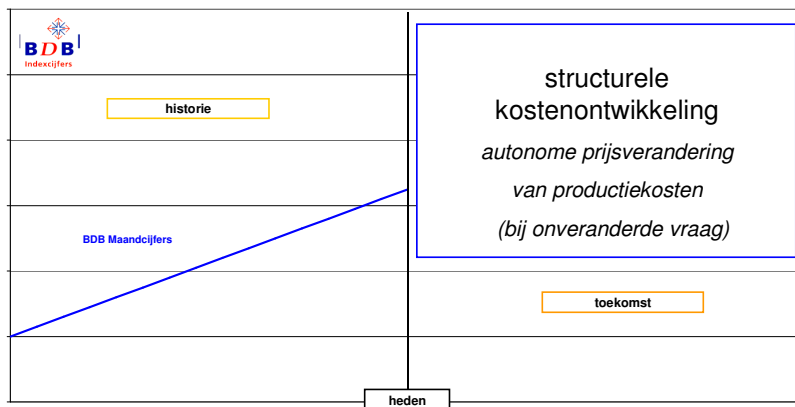 BDB
Indexcijfers
historie
BDB Maandcijfers
structurele
kostenontwikkeling
autonome prijsverandering
van productiekosten
(bij onveranderde vraag)
toekomst
heden